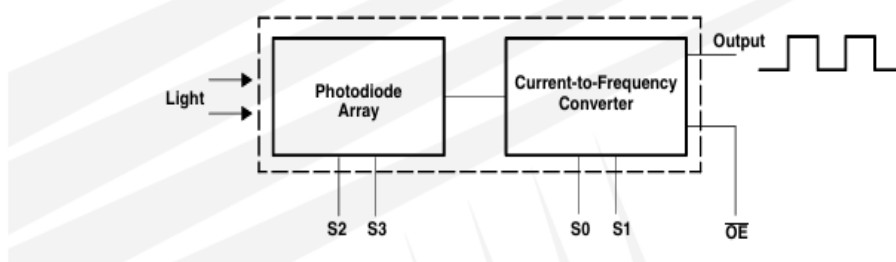 Output
Light
Photodiode
Array
Current-to-Frequency
Converter
S2 S3 S0 S1 OE